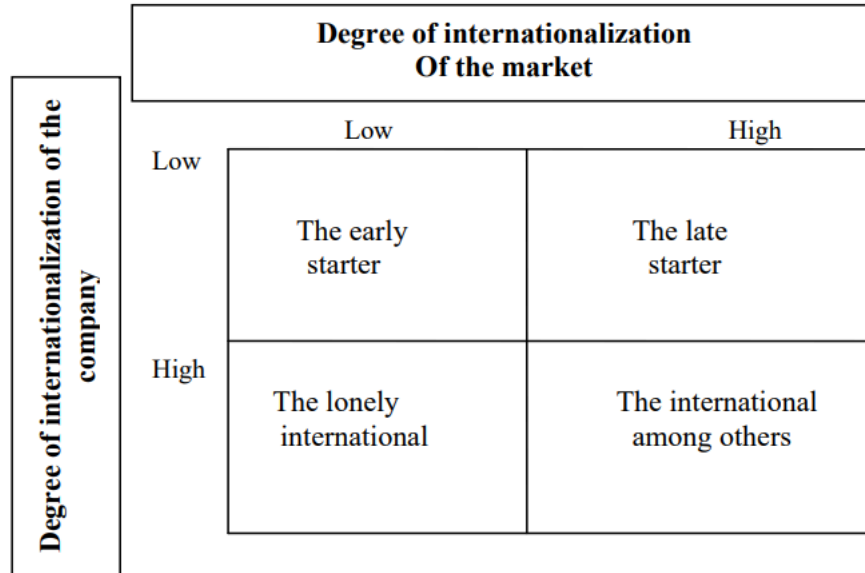 Degree of internationalization
Of the market
Degree of internationalization of the
company
Low
High
Low
The early
starter
The late
starter
High
The lonely
international
The international
among others